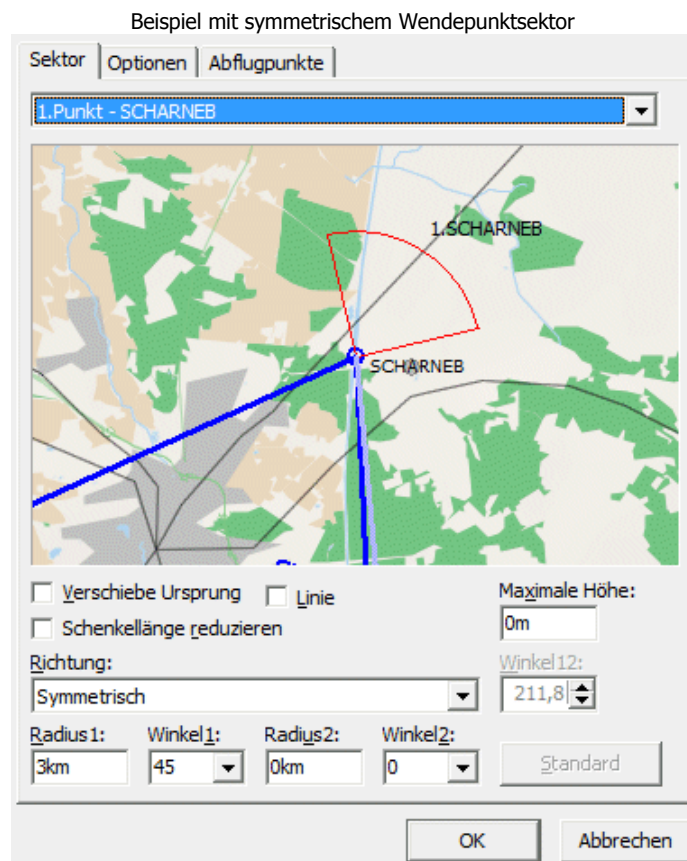 Beispiel mit symmetrischem Wendepunktsektor
Sektor Optionen Abflugpunkte
1.Punkt - SCHARNEB
1.SCHARNEB
SCHARNEB
Verschiebe Ursprung Linie Maximale Höhe:
Schenkellänge reduzieren 0m
Richtung: Winkel12:
Symmetrisch 211,8
Radius1: Winkel1: Radius2: Winkel2:
3km 45 0km 0 Standard
OK Abbrechen